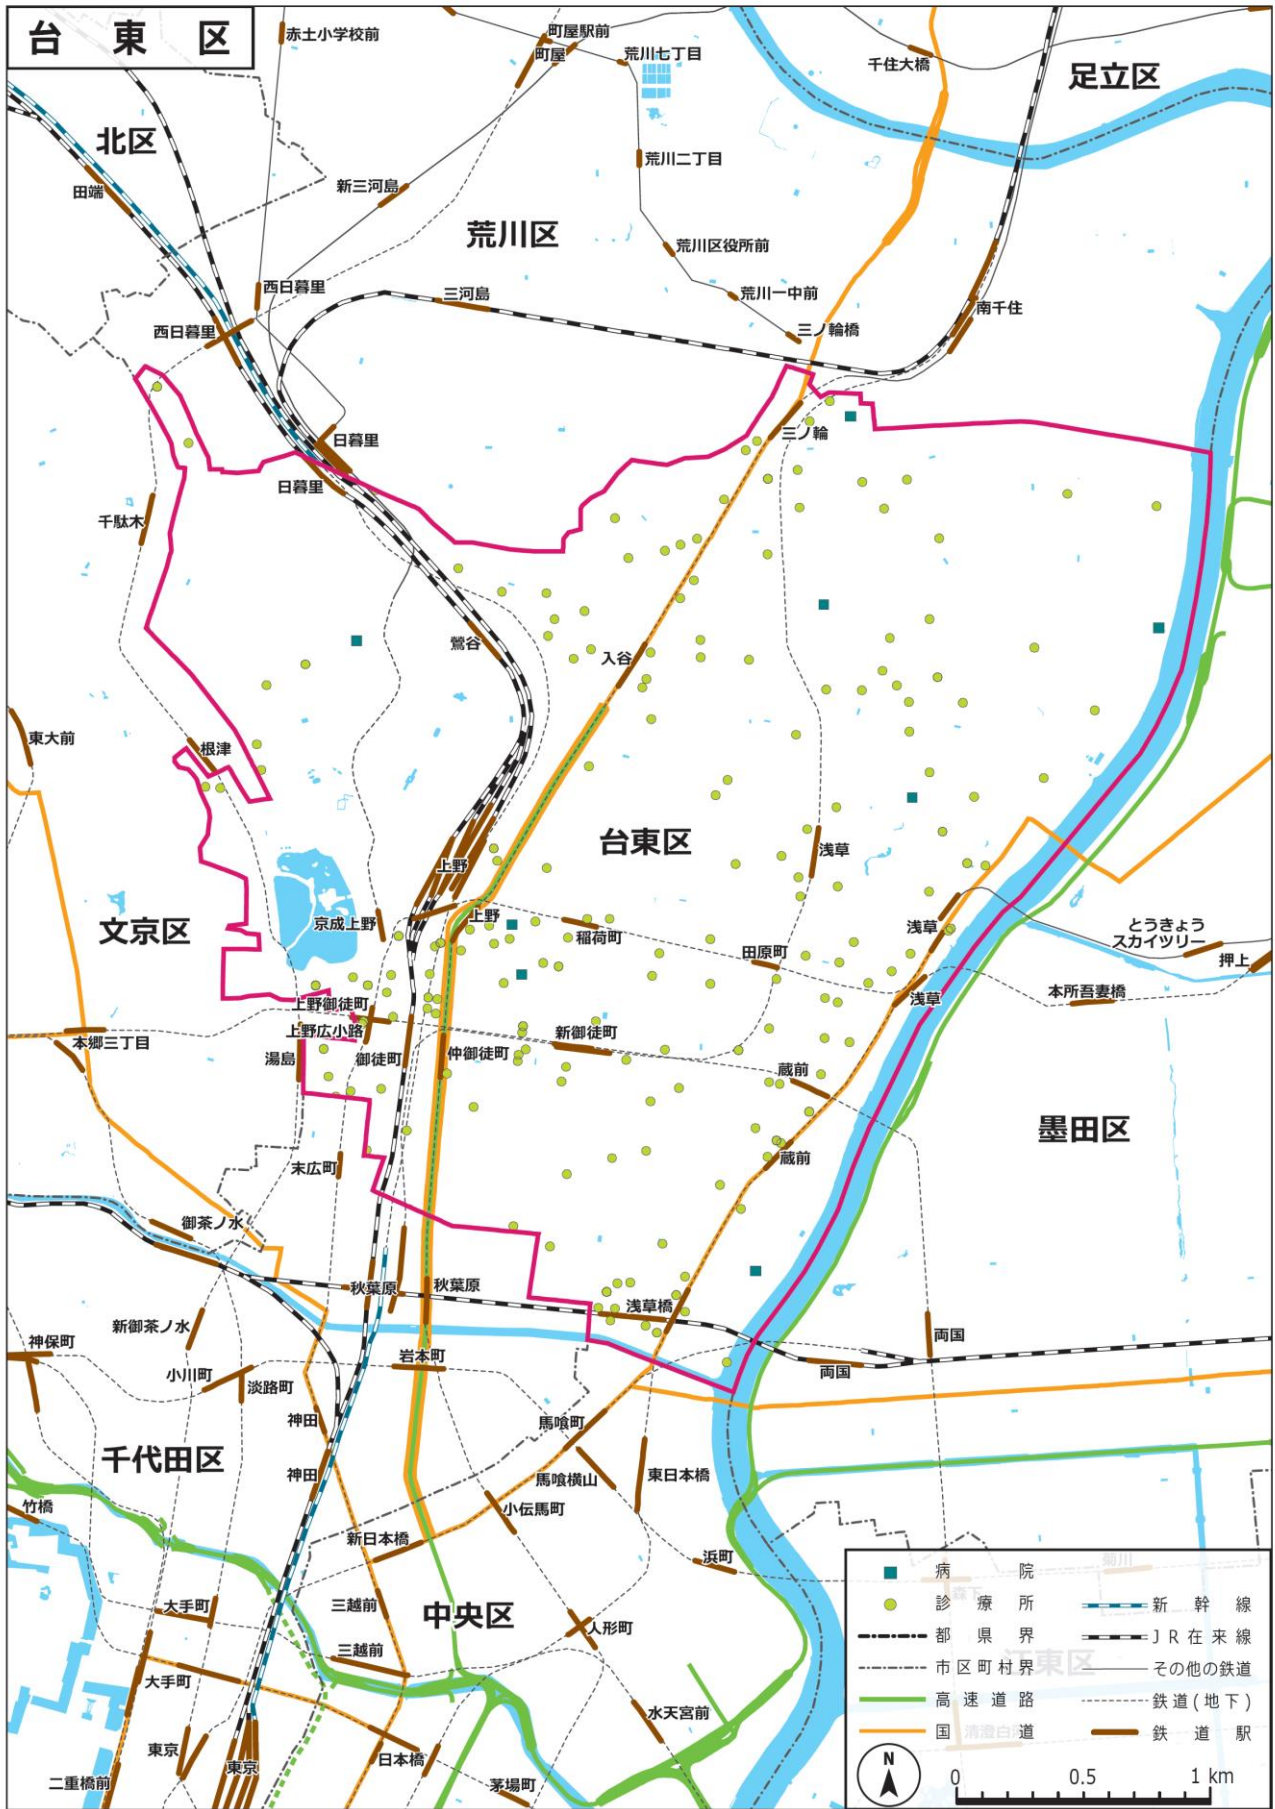 台東区
赤土小学校前
町屋駅前
町屋
荒川七丁目
千住大橋
足立区
北区
田端
新三河島
荒川二丁目
荒川区
荒川区役所前
西日暮里
三河島
荒川一中前
南千住
西日暮里
三ノ輪橋
日暮里
三ノ輪
日暮里
千駄木
鶯谷
入谷
東大前
根津
台東区
浅草
上野
文京区
京成上野
上野
稲荷町
田原町
浅草
とうきょう
スカイツリー
押上
上野御徒町
浅草
本所吾妻橋
本郷三丁目
上野広小路
湯島
御徒町
仲御徒町
新御徒町
蔵前
墨田区
末広町
蔵前
御茶ノ水
秋葉原
秋葉原
浅草橋
新御茶ノ水
神保町
小川町
淡路町
岩本町
両国
両国
神田
馬喰町
千代田区
神田
馬喰横山
東日本橋
竹橋
小伝馬町
新日本橋
浜町
大手町
三越前
中央区
人形町
三越前
大手町
水天宮前
東京
東京
日本橋
二重橋前
茅場町
病院
菊川
森下
診療所
新幹線
都県界
JR在来線
市区町村界
江東区
その他の鉄道
高速道路
鉄道(地下)
国道
清澄白河
鉄道駅
N
0 0.5 1 km